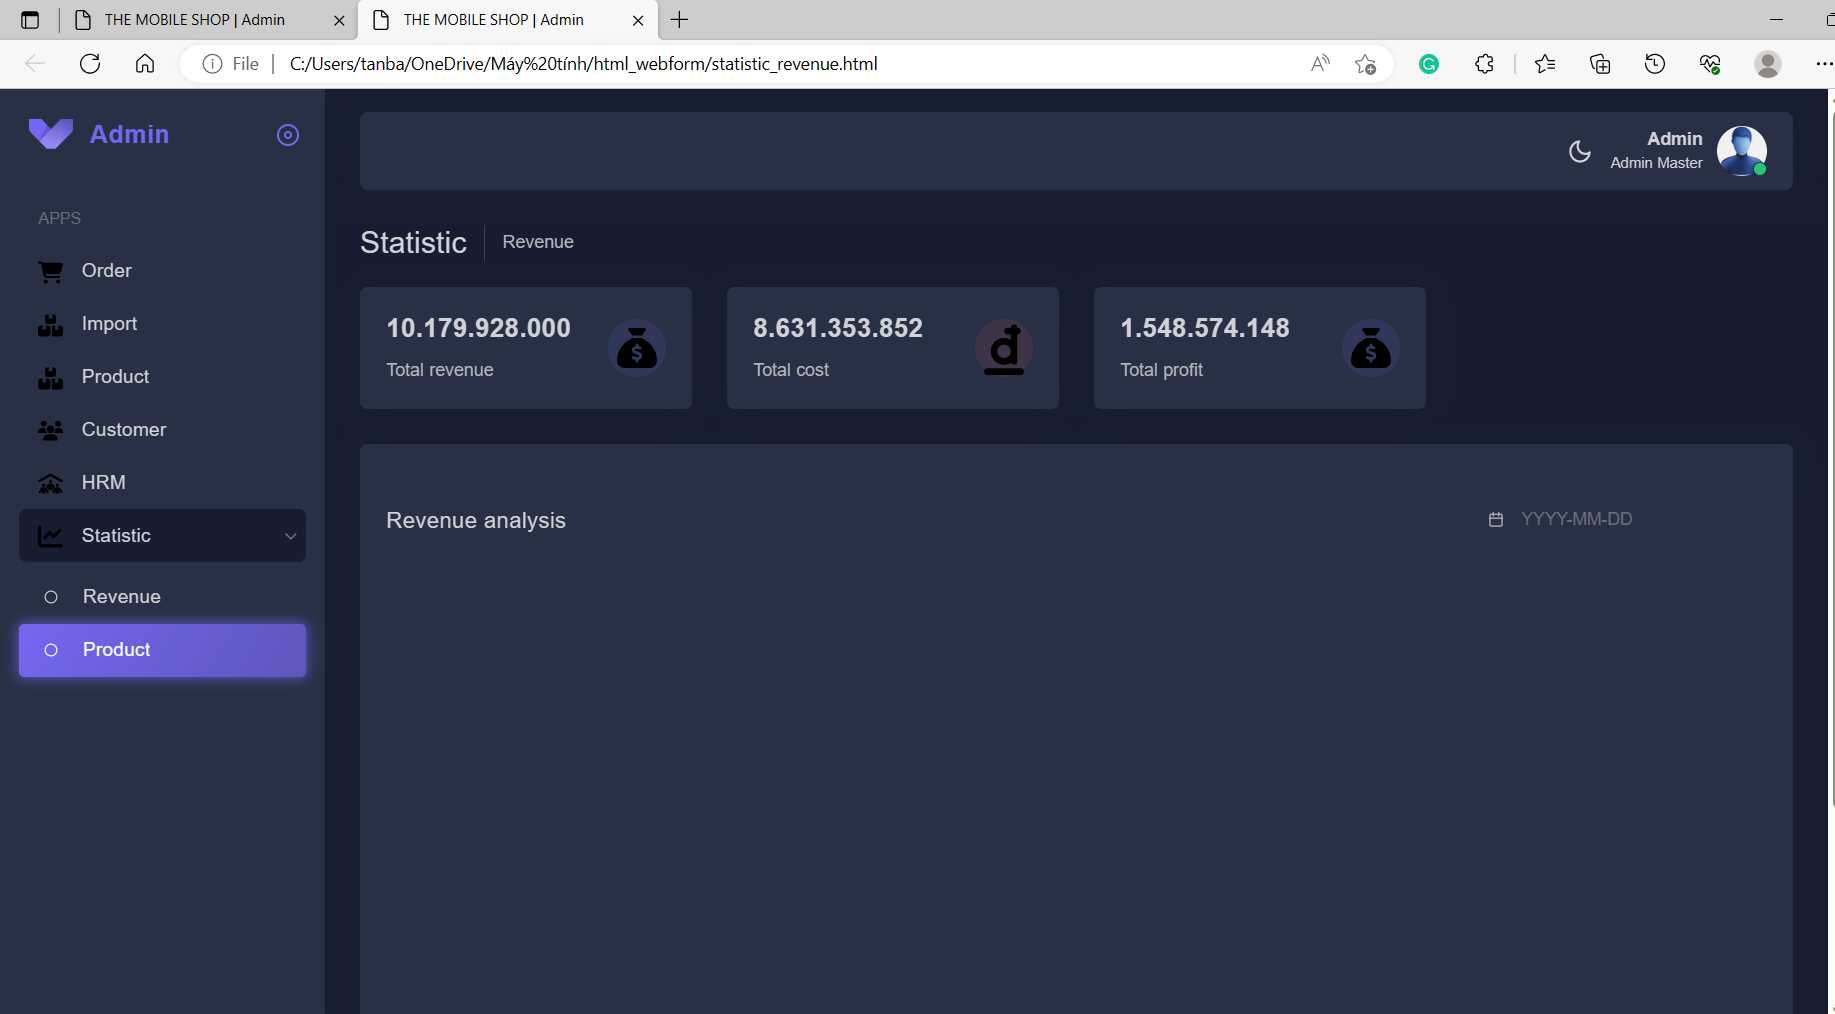 THE MOBILE SHOP | Admin
THE MOBILE SHOP | Admin
File
C:/Users/tanba/OneDrive/Máy%20tính/html_webform/statistic_revenue.html
Admin
Admin
Admin Master
APPS
Order
Import
Product
Customer
HRM
Statistic
Revenue
Product
Statistic
Revenue
10.179.928.000
Total revenue
8.631.353.852
Total cost
1.548.574.148
Total profit
Revenue analysis
YYYY-MM-DD